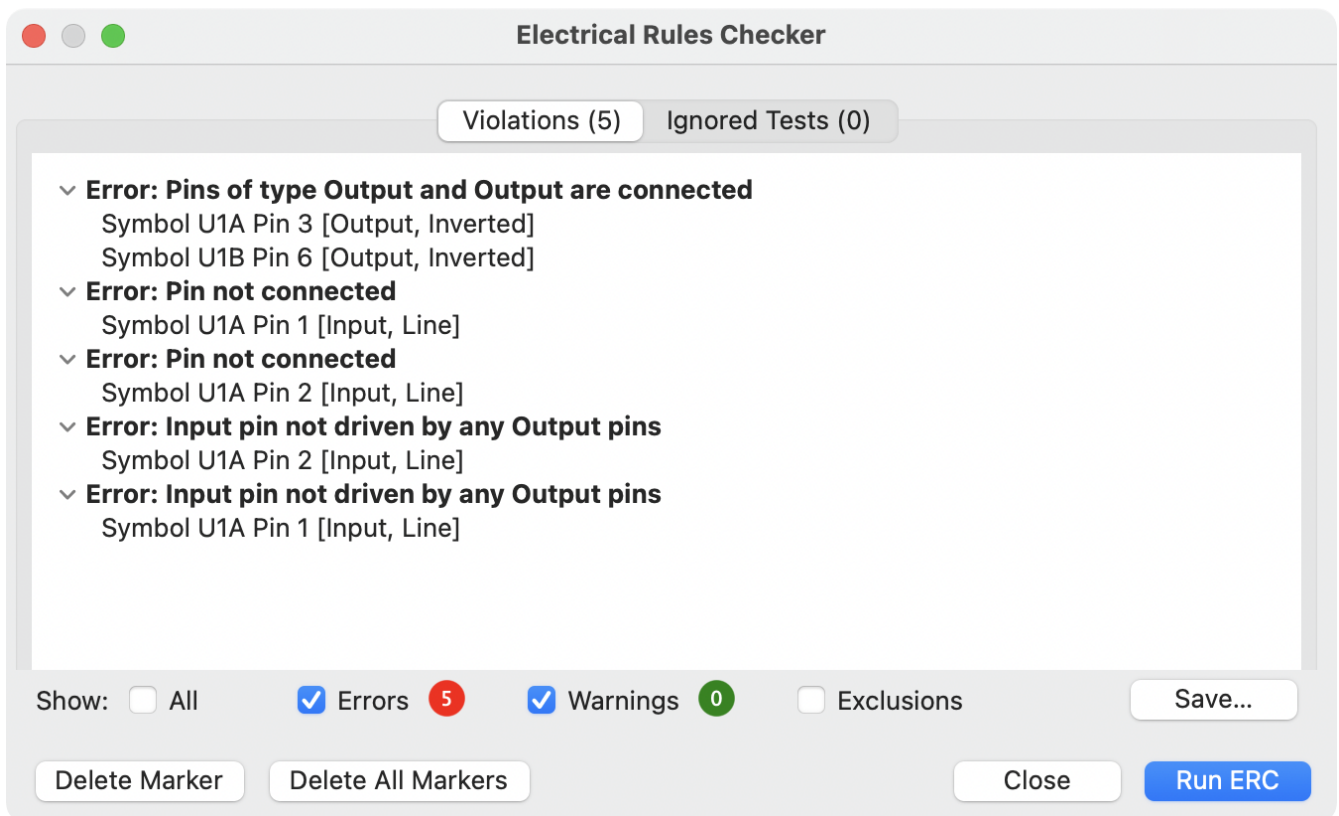 Electrical Rules Checker
Violations (5) Ignored Tests (0)
Error: Pins of type Output and Output are connected
Symbol U1A Pin 3 [Output, Inverted]
Symbol U1B Pin 6 [Output, Inverted]
Error: Pin not connected
Symbol U1A Pin 1 [Input, Line]
Error: Pin not connected
Symbol U1A Pin 2 [Input, Line]
Error: Input pin not driven by any Output pins
Symbol U1A Pin 2 [Input, Line]
Error: Input pin not driven by any Output pins
Symbol U1A Pin 1 [Input, Line]
Show: All Errors 5 Warnings 0 Exclusions Save...
Delete Marker Delete All Markers Close Run ERC